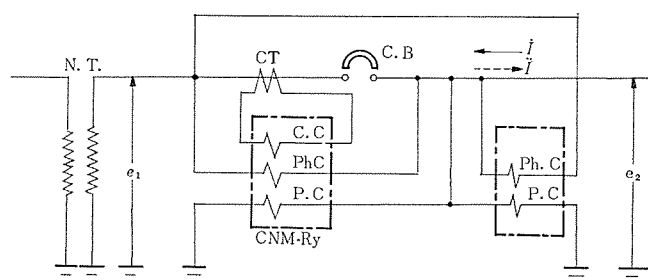 N. T.
CT
C.B
İ
Ï
e₁
C.C
PhC
P.C
CNM-Ry
Ph.C
P.C
e₂